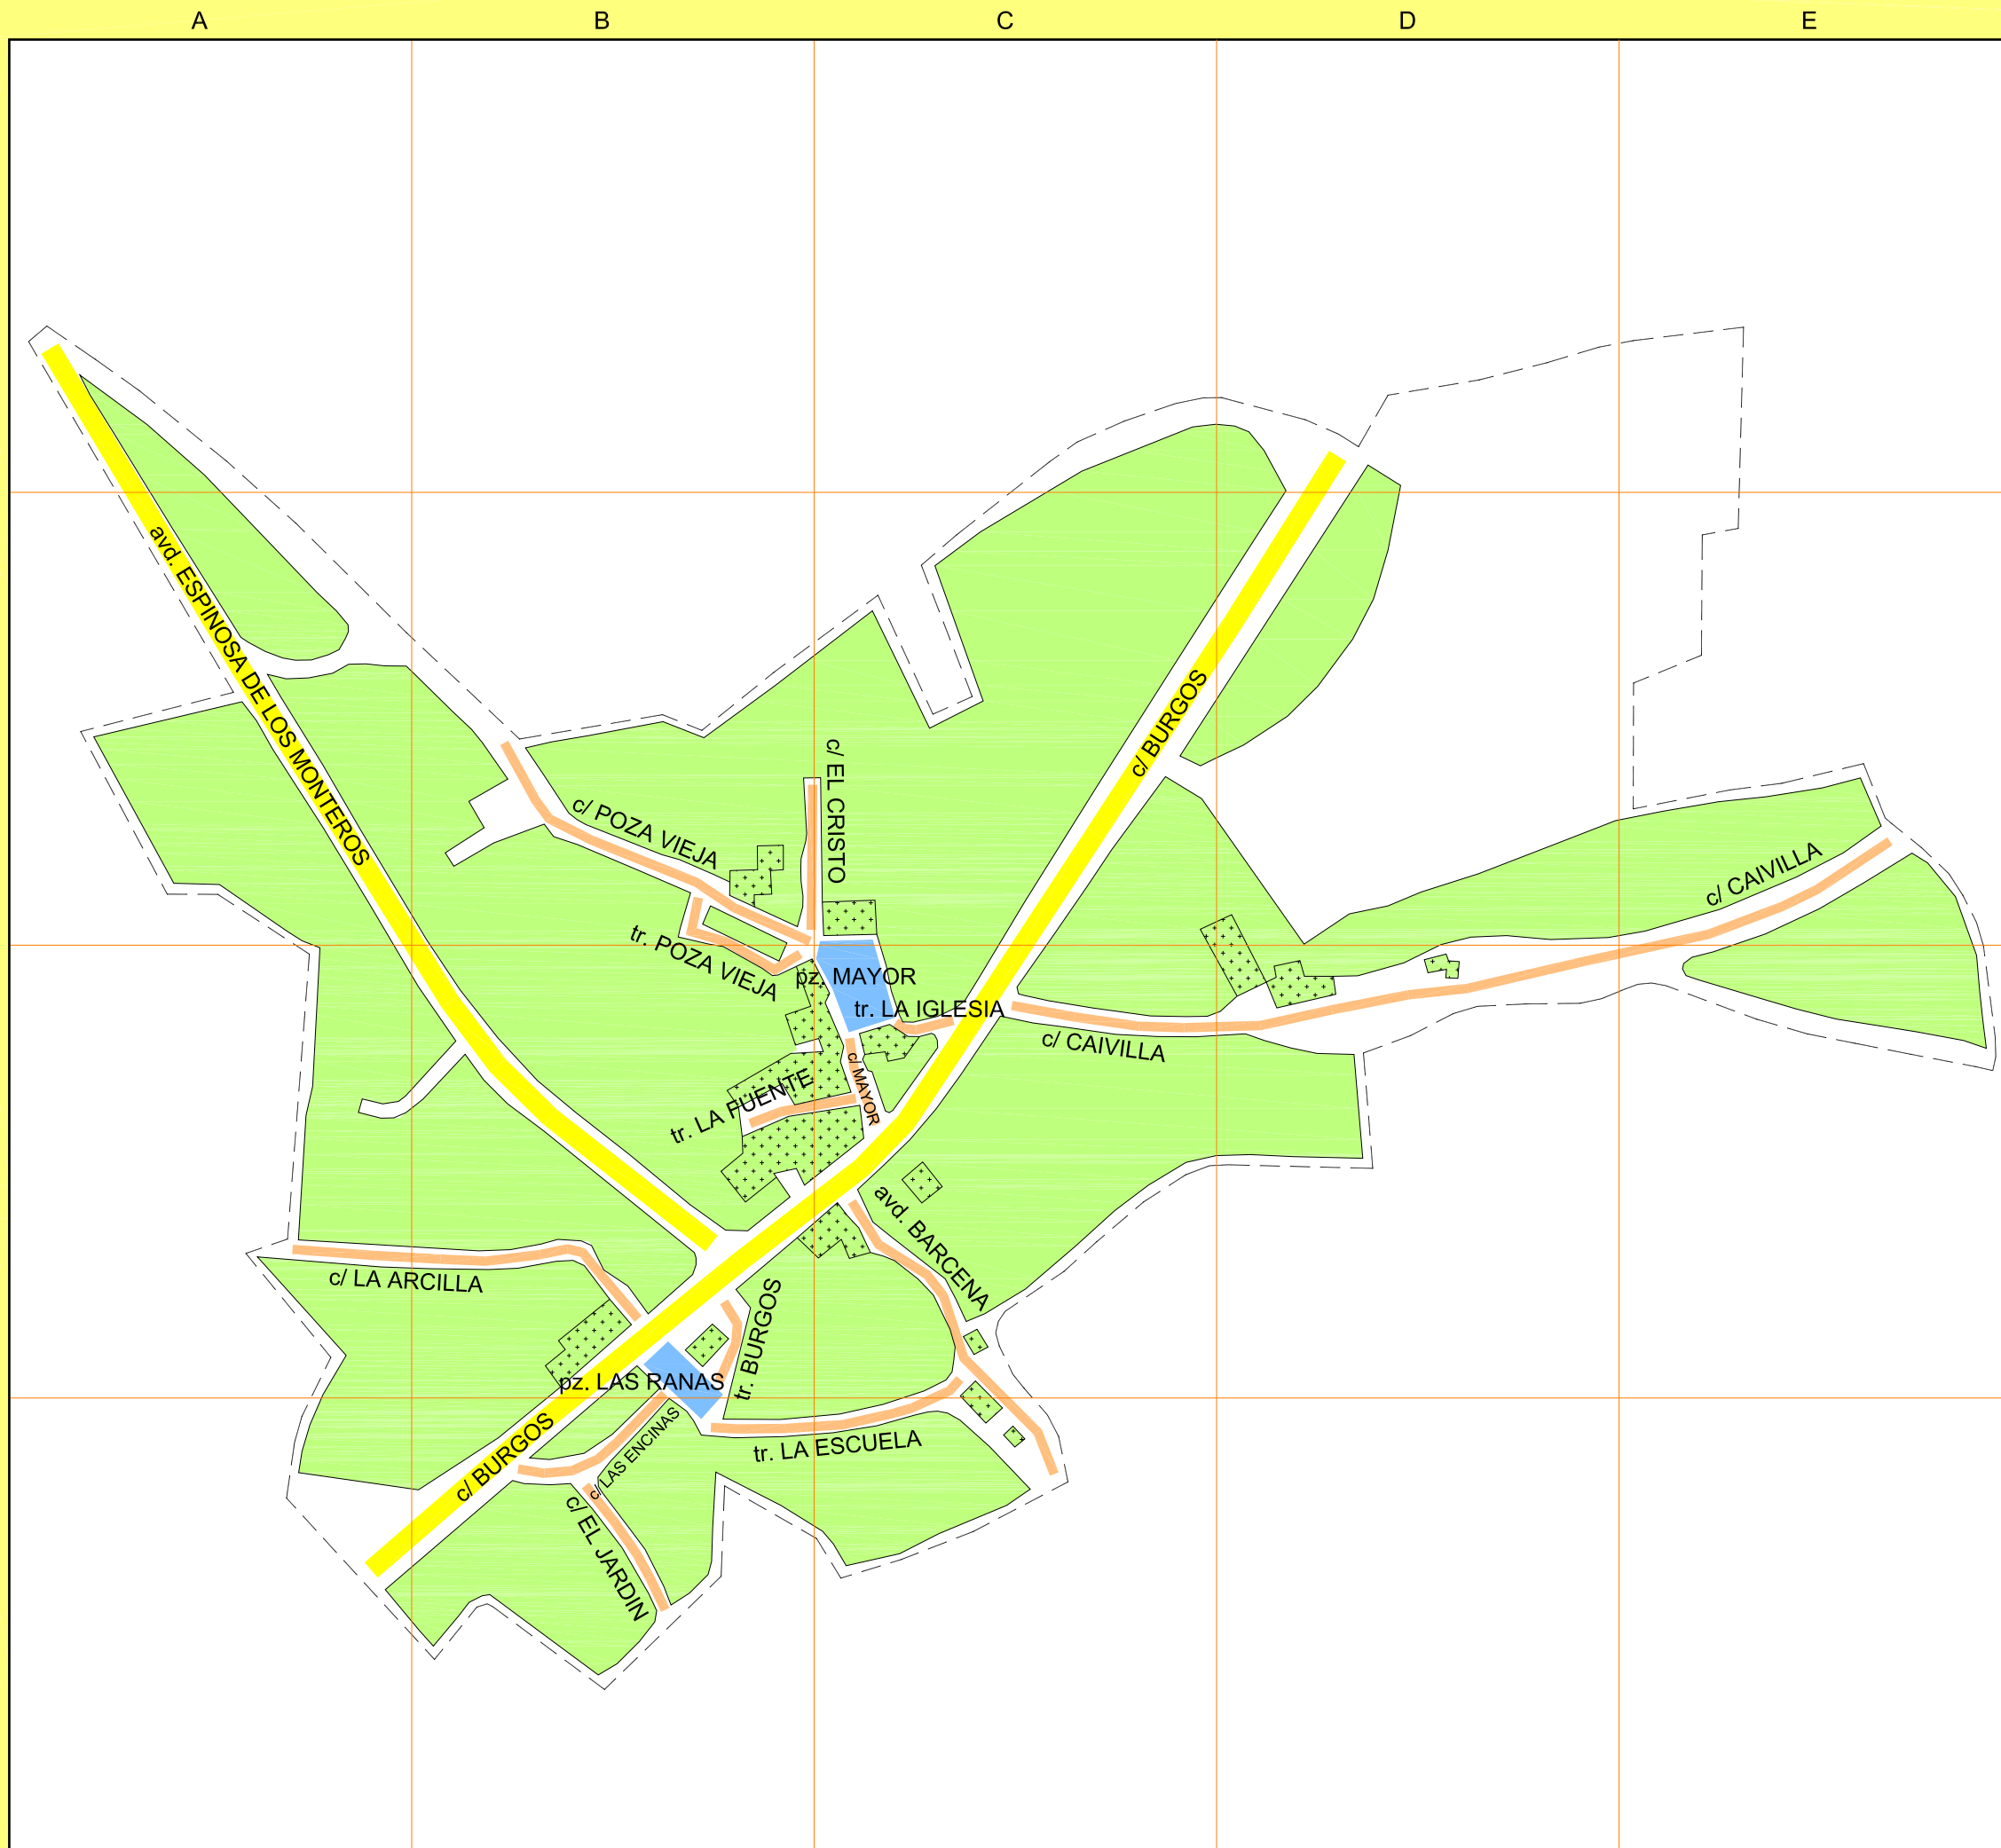 A B C D E
avd. ESPINOSA DE LOS MONTEROS
c/ BURGOS
c/ EL CRISTO
c/ POZA VIEJA
c/ CAIVILLA
tr. POZA VIEJA
pz. MAYOR
tr. LA IGLESIA
c/ CAIVILLA
c/ MAYOR
tr. LA FUENTE
avd. BARCENA
c/ LA ARCILLA
tr. BURGOS
pz. LAS RANAS
c/ BURGOS
c/ LAS ENCINAS
tr. LA ESCUELA
c/ EL JARDIN